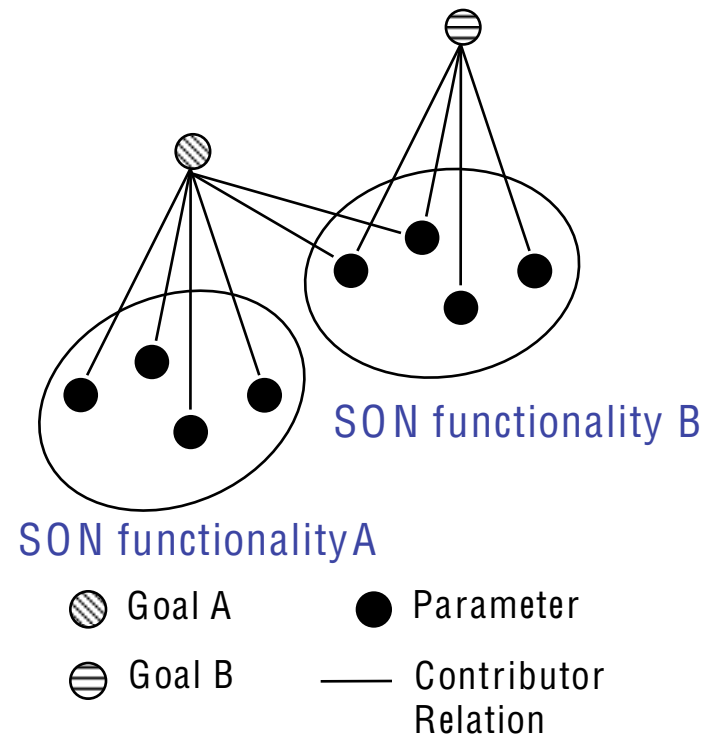 SON functionality B
SON functionality A
Goal A
Parameter
Goal B
Contributor
Relation